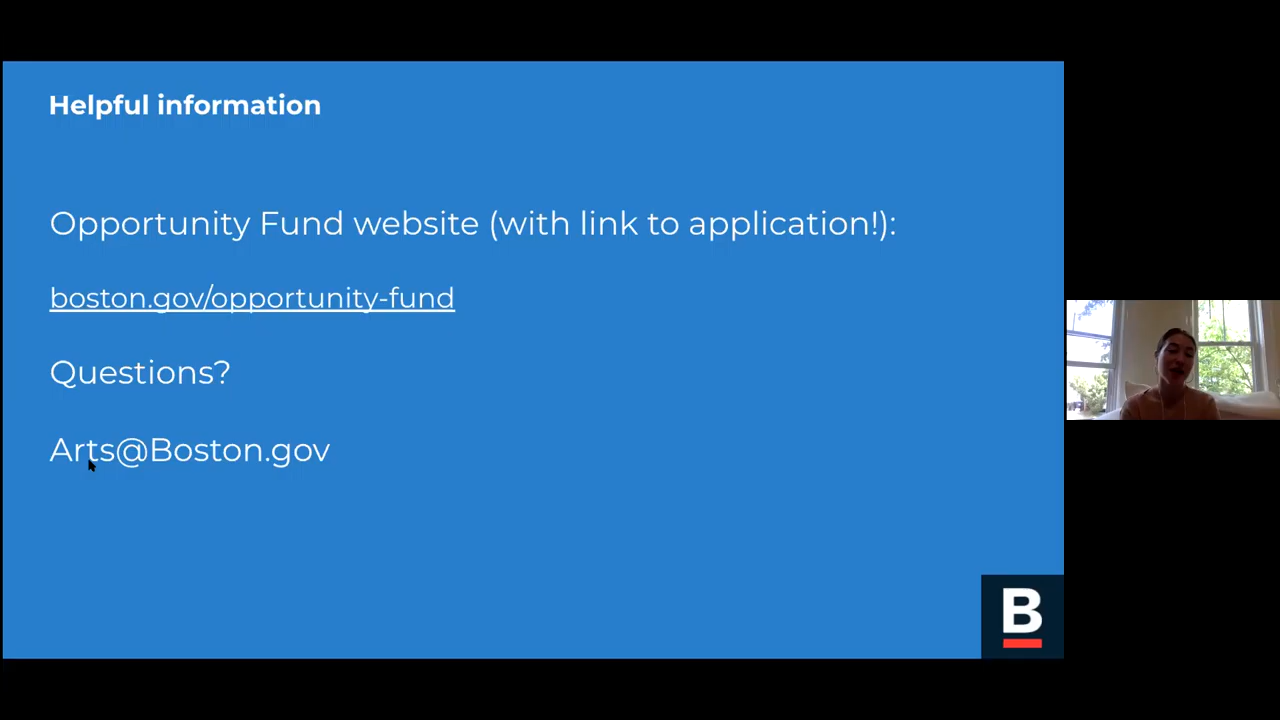 Helpful information
Opportunity Fund website (with link to application!):
boston.gov/opportunity-fund
Questions?
Arts@Boston.gov
B